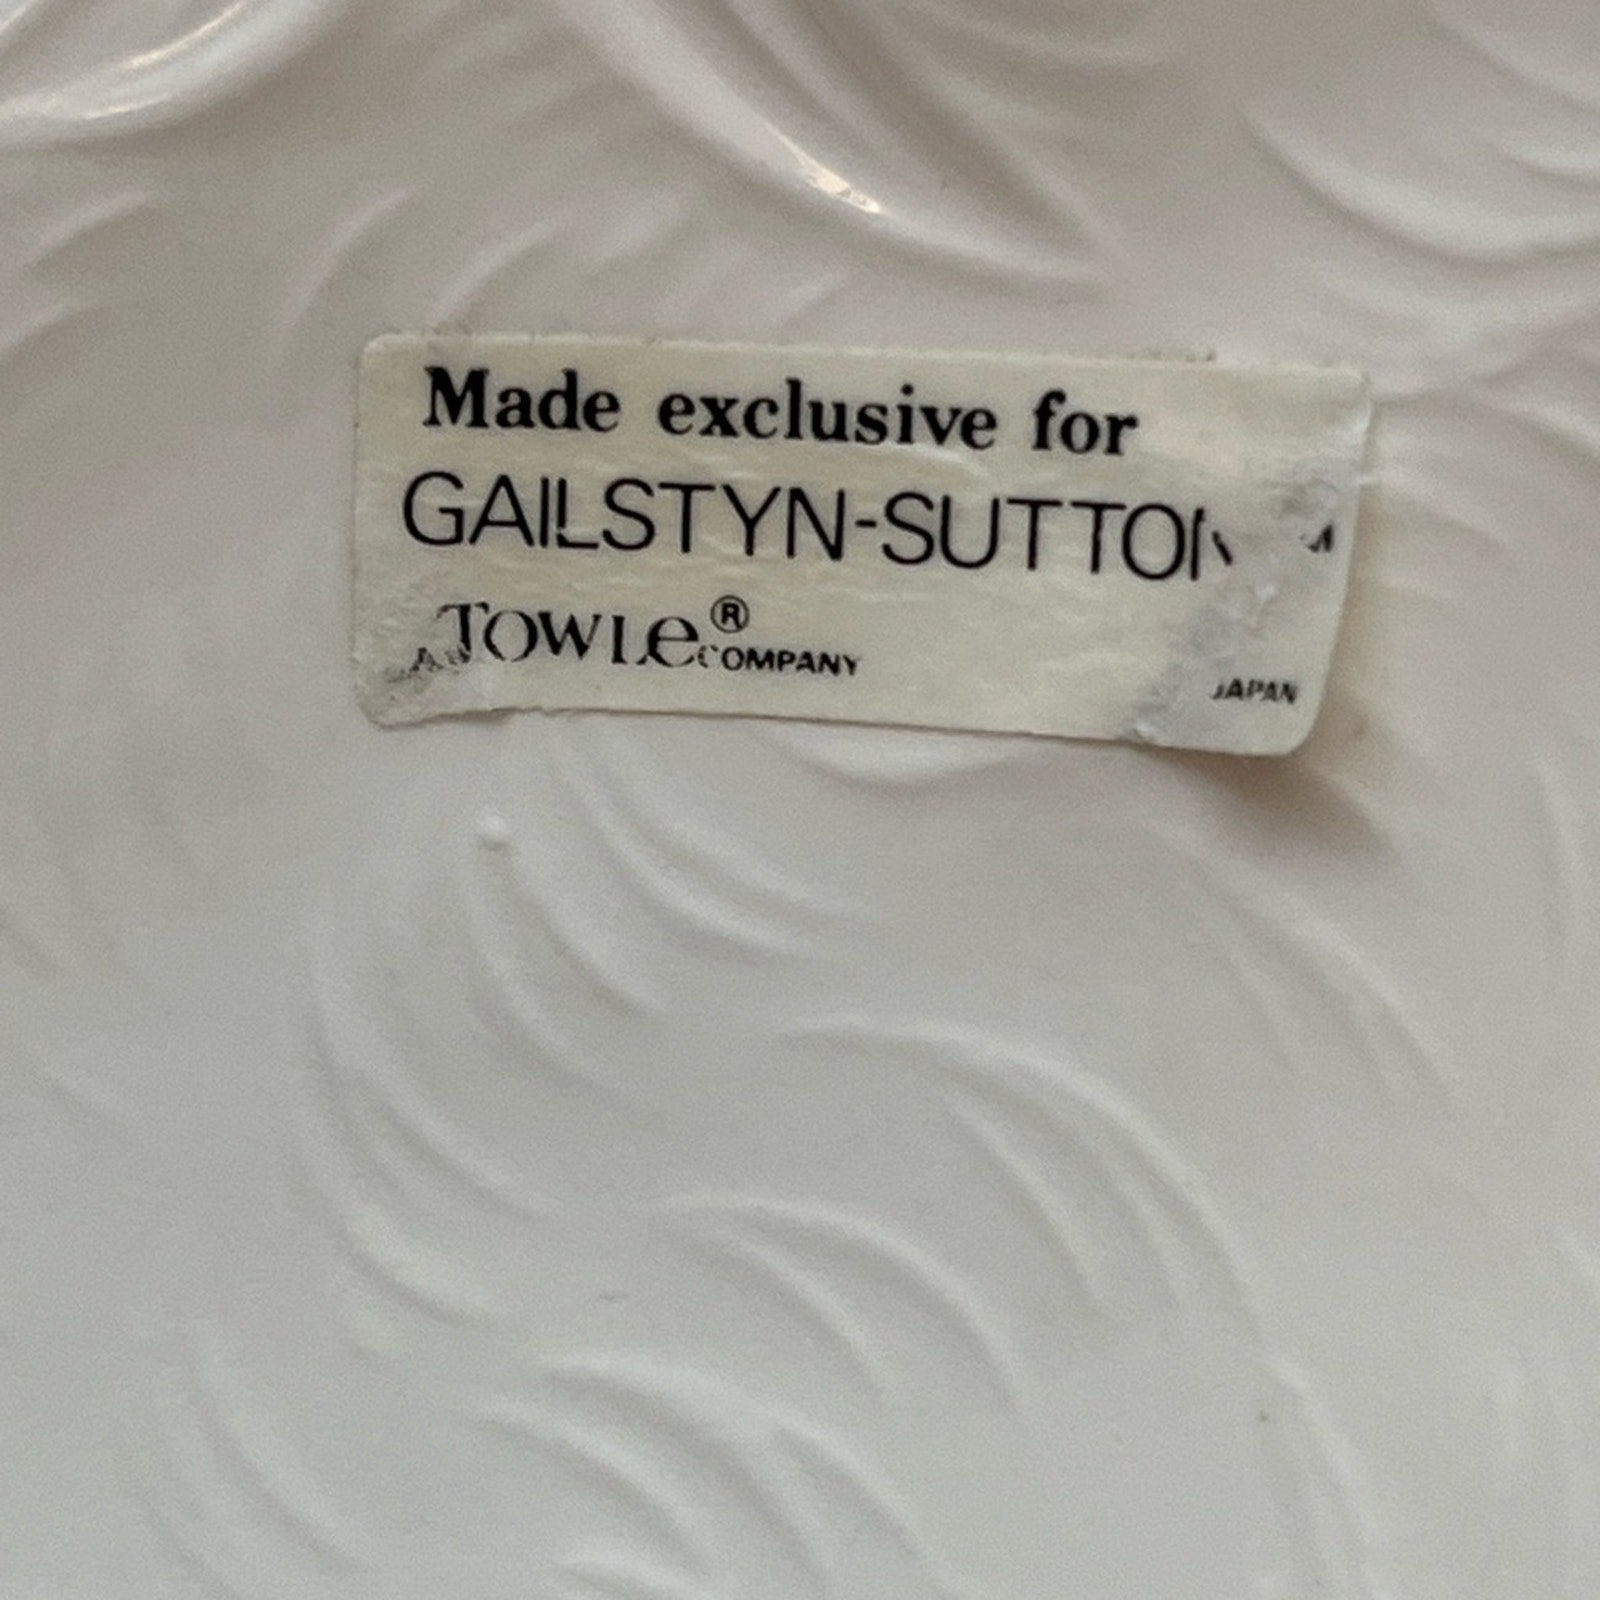 Made exclusive for
GAILSTYN-SUTTON
A TOWLE® COMPANY
JAPAN